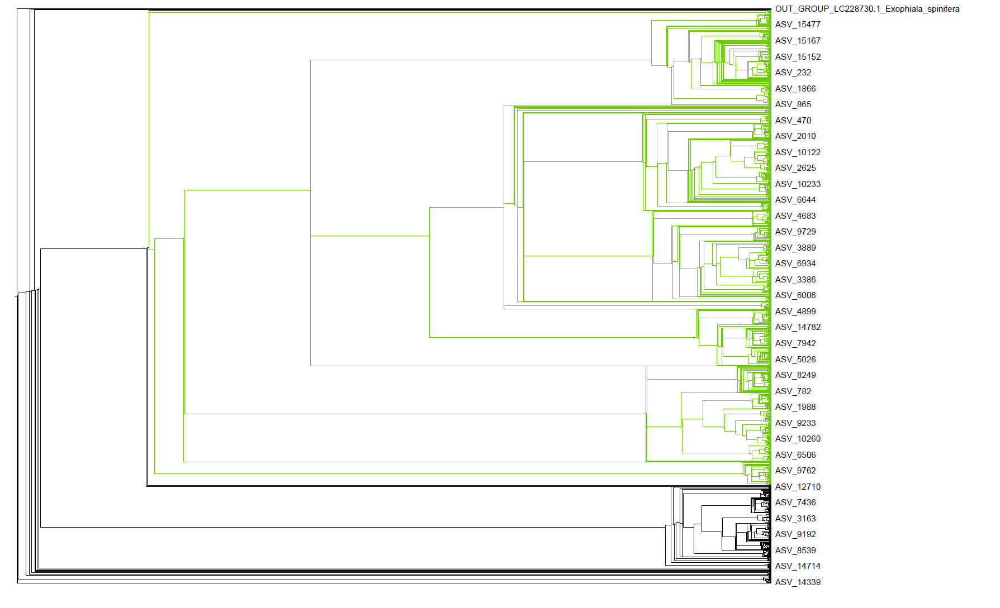 OUT_GROUP_LC228730.1_Exophiala_spinifera
ASV_15477
ASV_15167
ASV_15152
ASV_232
ASV_1866
ASV_865
ASV_470
ASV_2010
ASV_10122
ASV_2625
ASV_10233
ASV_6644
ASV_4683
ASV_9729
ASV_3889
ASV_6934
ASV_3386
ASV_6006
ASV_4899
ASV_14782
ASV_7942
ASV_5026
ASV_8249
ASV_782
ASV_1988
ASV_9233
ASV_10260
ASV_6506
ASV_9762
ASV_12710
ASV_7436
ASV_3163
ASV_9192
ASV_8539
ASV_14714
ASV_14339